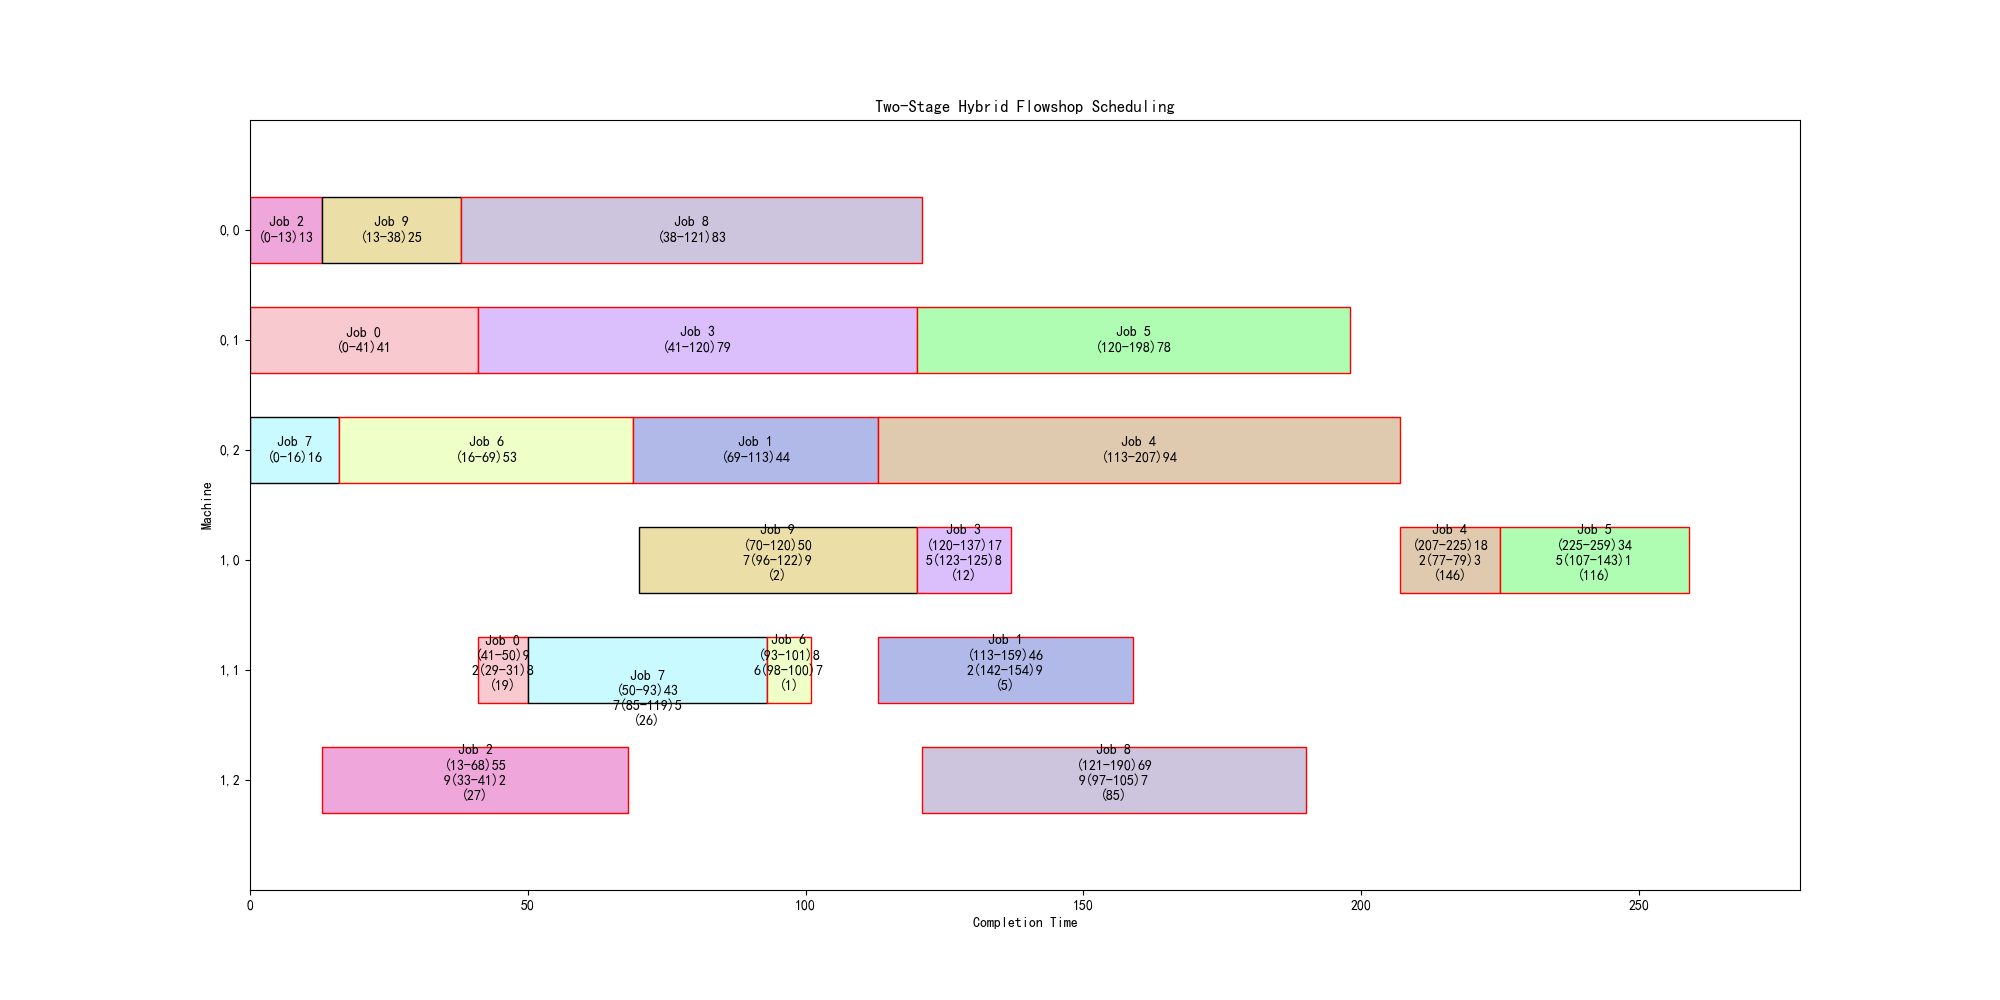 Two-Stage Hybrid Flowshop Scheduling
0,0
Job 2
(0-13)13
Job 9
(13-38)25
Job 8
(38-121)83
0,1
Job 0
(0-41)41
Job 3
(41-120)79
Job 5
(120-198)78
0,2
Job 7
(0-16)16
Job 6
(16-69)53
Job 1
(69-113)44
Job 4
(113-207)94
Machine
1,0
Job 9
(70-120)50
7(96-122)9
(2)
Job 3
(120-137)17
5(123-125)8
(12)
Job 4
(207-225)18
2(77-79)3
(146)
Job 5
(225-259)34
5(107-143)1
(116)
1,1
Job 0
(41-50)9
2(29-31)8
(19)
Job 7
(50-93)43
7(85-119)5
(26)
Job 6
(93-101)8
6(98-100)7
(1)
Job 1
(113-159)46
2(142-154)9
(5)
1,2
Job 2
(13-68)55
9(33-41)2
(27)
Job 8
(121-190)69
9(97-105)7
(85)
0
50
100
150
200
250
Completion Time